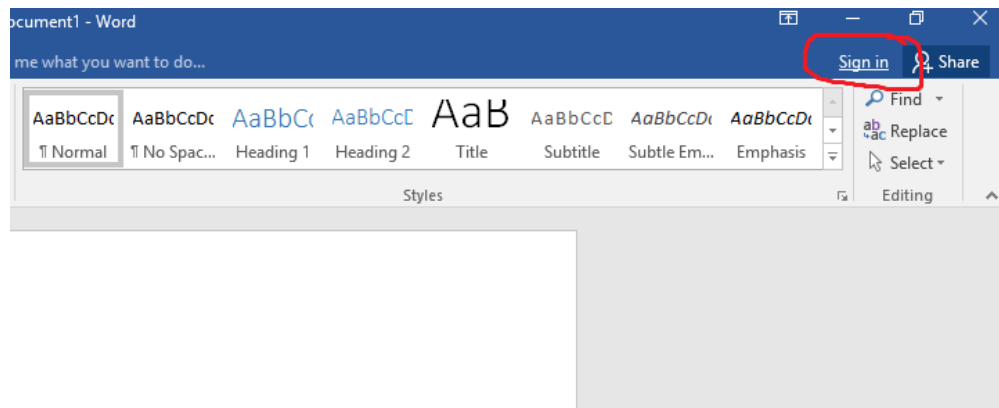 ocument1 - Word
me what you want to do...
Sign in
Share
AaBbCcDc AaBbCcDc AaBbCc AaBbCcE AaB AaBbCcD AaBbCcDc AaBbCcDc
¶ Normal ¶ No Spac... Heading 1 Heading 2 Title Subtitle Subtle Em... Emphasis
Find
Replace
Select
Styles
Editing